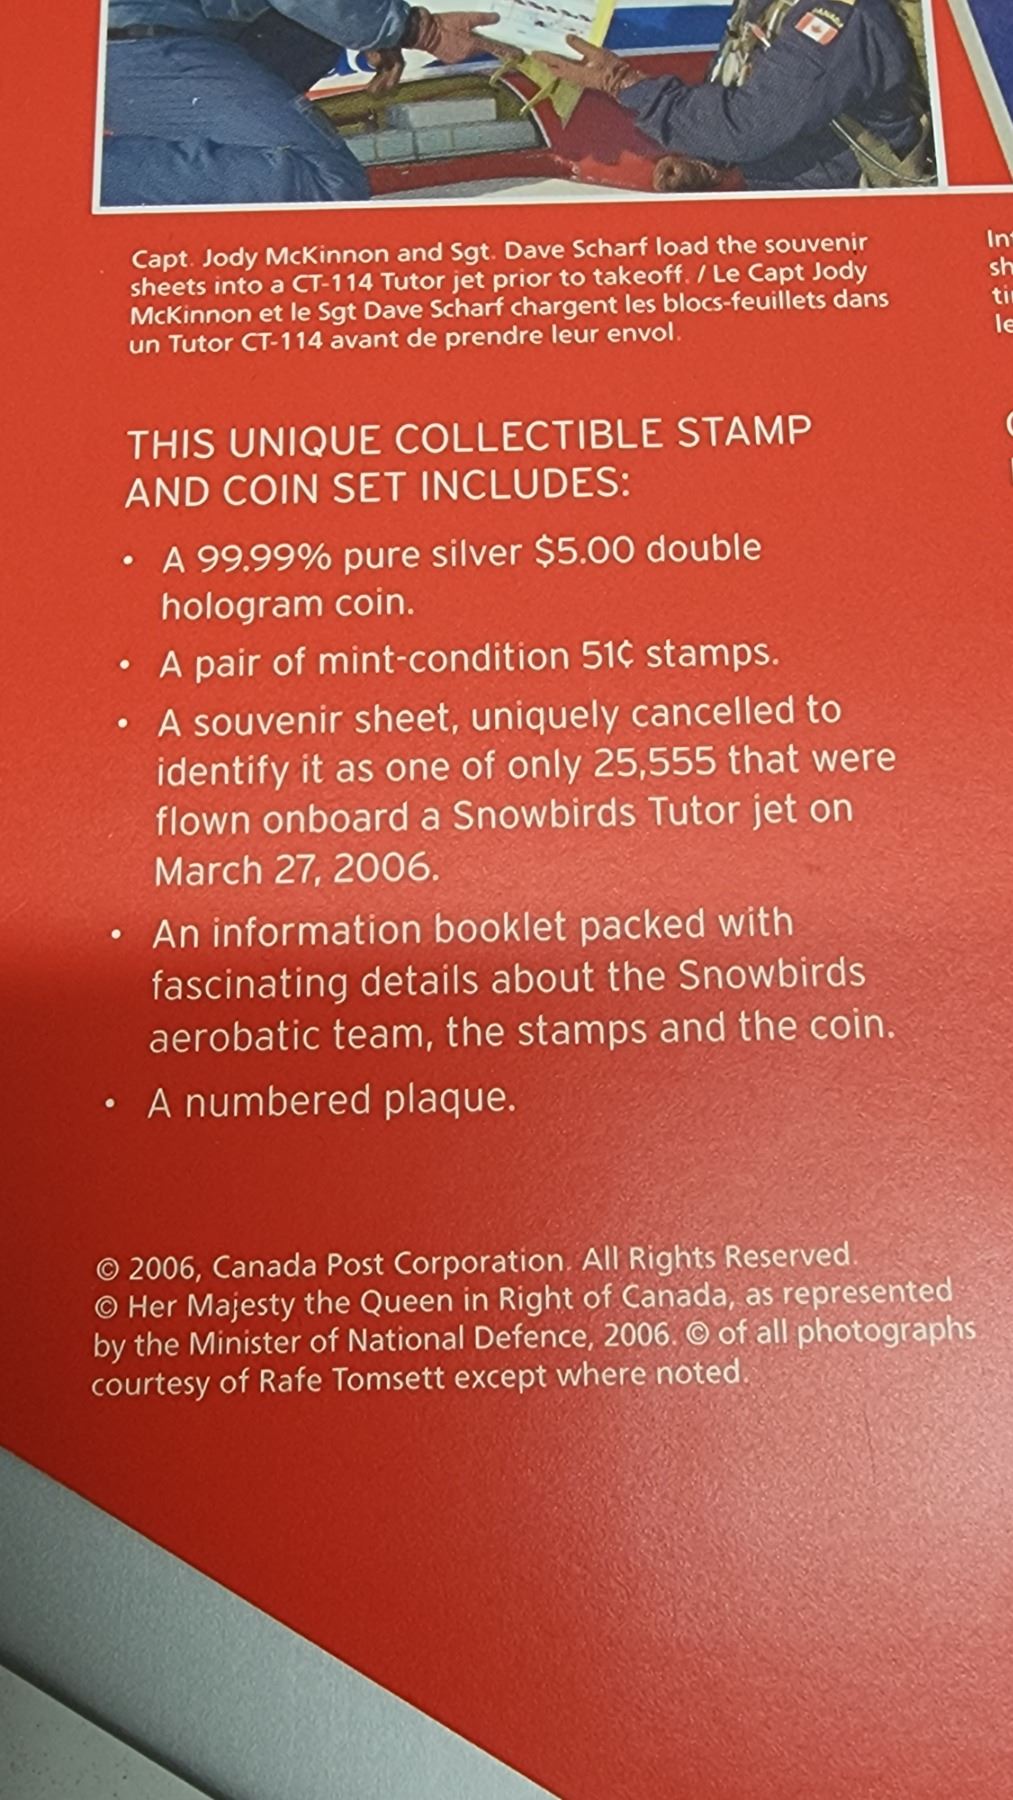 CANADA
Capt. Jody McKinnon and Sgt. Dave Scharf load the souvenir
sheets into a CT-114 Tutor jet prior to takeoff. / Le Capt Jody
McKinnon et le Sgt Dave Scharf chargent les blocs-feuillets dans
un Tutor CT-114 avant de prendre leur envol.
THIS UNIQUE COLLECTIBLE STAMP
AND COIN SET INCLUDES:
• A 99.99% pure silver $5.00 double
hologram coin.
• A pair of mint-condition 51¢ stamps.
• A souvenir sheet, uniquely cancelled to
identify it as one of only 25,555 that were
flown onboard a Snowbirds Tutor jet on
March 27, 2006.
• An information booklet packed with
fascinating details about the Snowbirds
aerobatic team, the stamps and the coin.
• A numbered plaque.
© 2006, Canada Post Corporation. All Rights Reserved.
© Her Majesty the Queen in Right of Canada, as represented
by the Minister of National Defence, 2006. © of all photographs
courtesy of Rafe Tomsett except where noted.